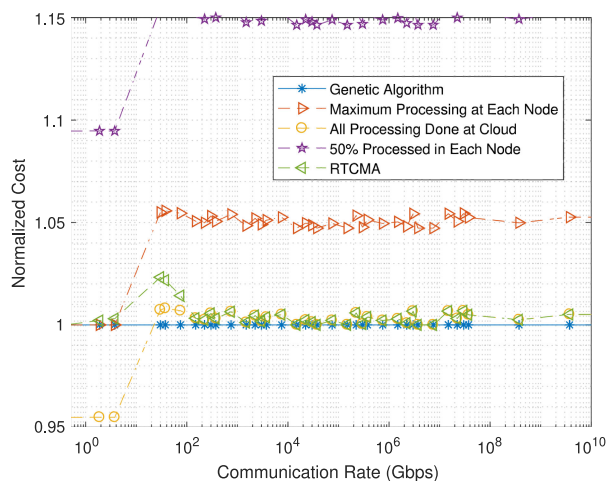 1.15
1.1
1.05
1
0.95
Normalized Cost
Genetic Algorithm
Maximum Processing at Each Node
All Processing Done at Cloud
50% Processed in Each Node
RTCMA
10^0 10^2 10^4 10^6 10^8 10^10
Communication Rate (Gbps)